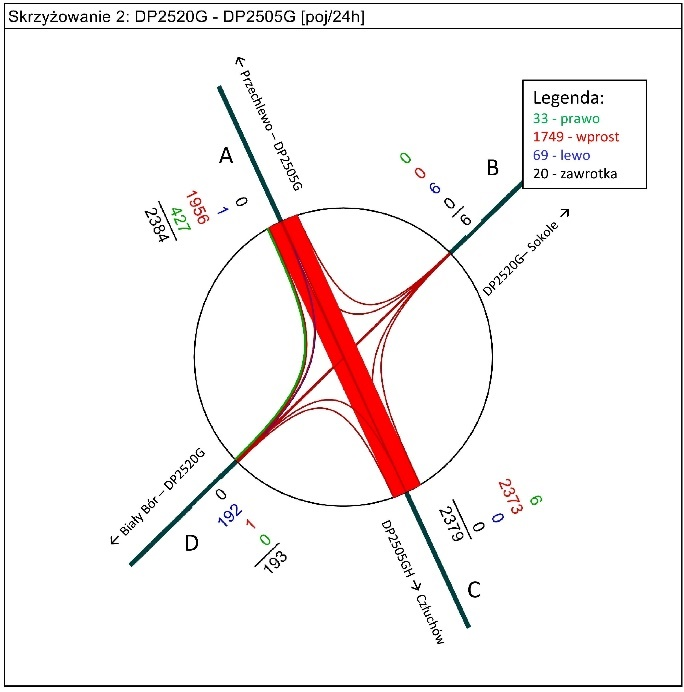 Skrzyżowanie 2: DP2520G - DP2505G [poj/24h]
← Przechlewo – DP2505G
A
0
1
1956
427
2384
B
0
0
6
0
6
Legenda:
33 - prawo
1749 - wprost
69 - lewo
20 - zawrotka
DP2520G– Sokole →
← Biały Bór – DP2520G
D
0
192
1
0
193
DP2505GH → Człuchów
C
6
2373
0
0
2379